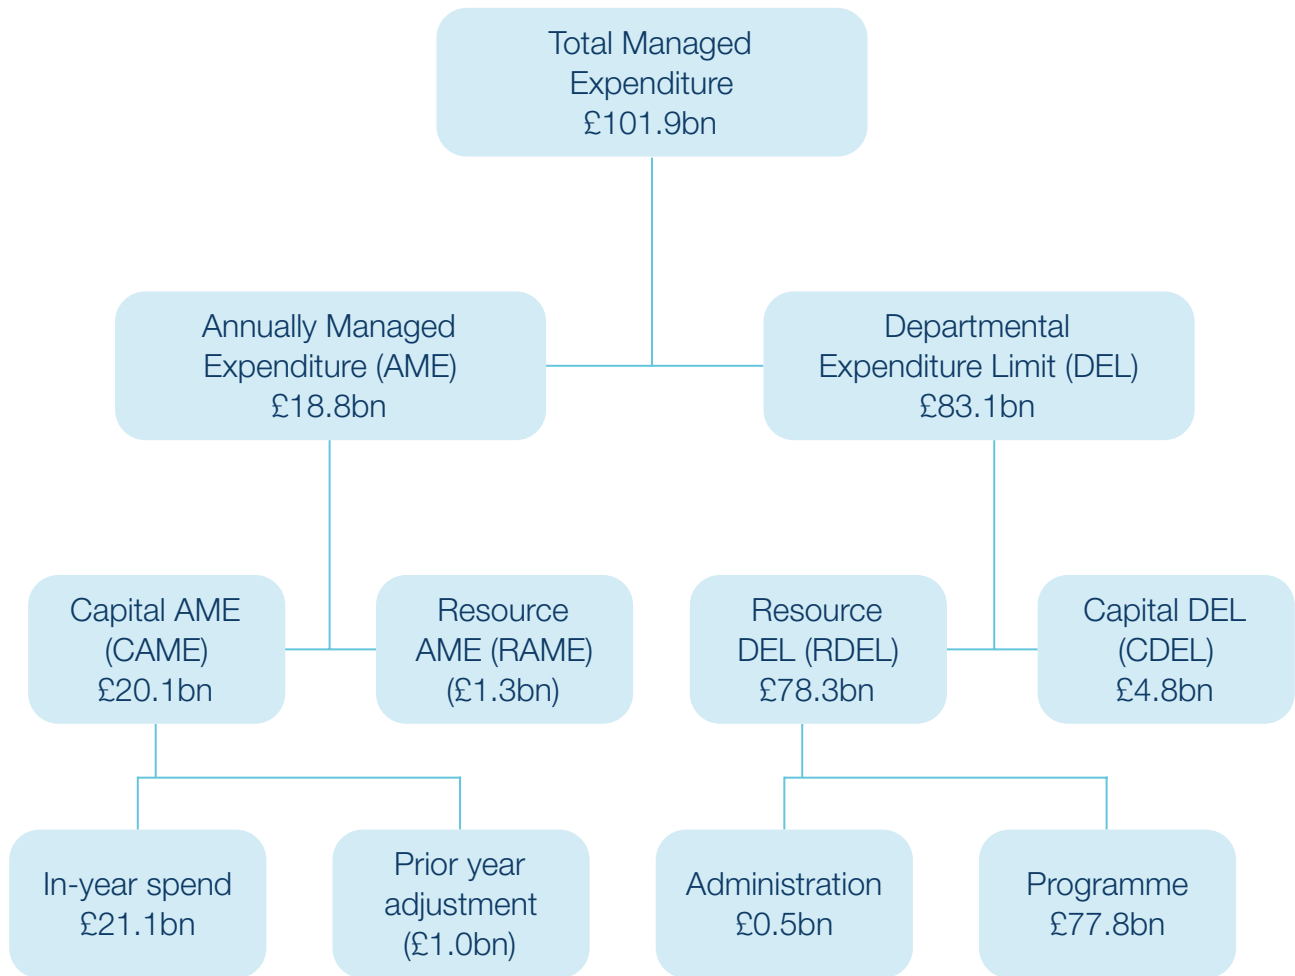 Total Managed
Expenditure
£101.9bn
Annually Managed
Expenditure (AME)
£18.8bn
Departmental
Expenditure Limit (DEL)
£83.1bn
Capital AME
(CAME)
£20.1bn
Resource
AME (RAME)
(£1.3bn)
Resource
DEL (RDEL)
£78.3bn
Capital DEL
(CDEL)
£4.8bn
In-year spend
£21.1bn
Prior year
adjustment
(£1.0bn)
Administration
£0.5bn
Programme
£77.8bn